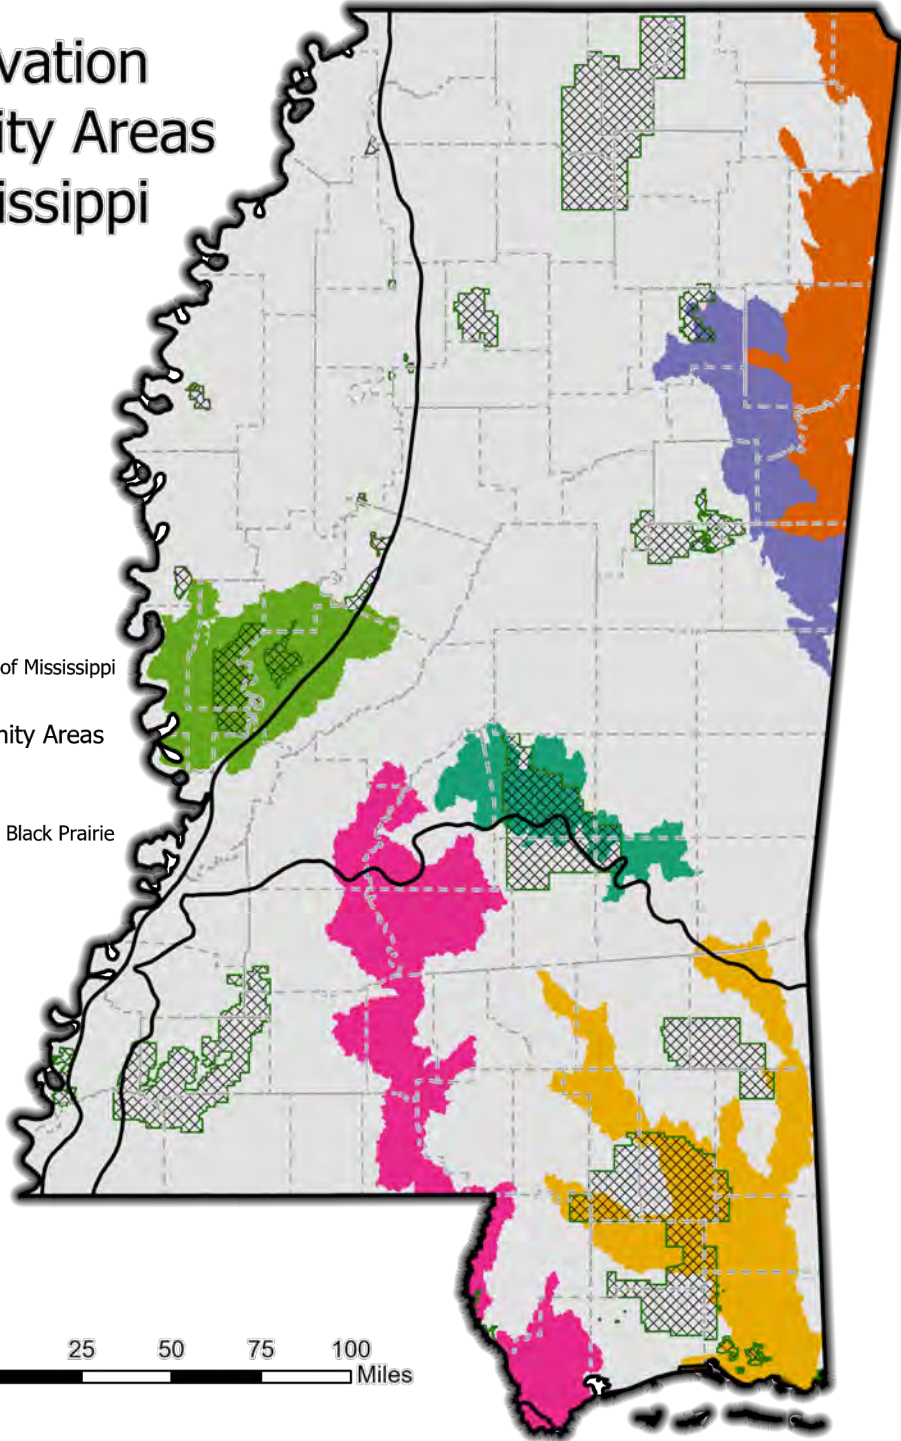 vation
ity Areas
issippi
of Mississippi
nity Areas
Black Prairie
25 50 75 100
Miles